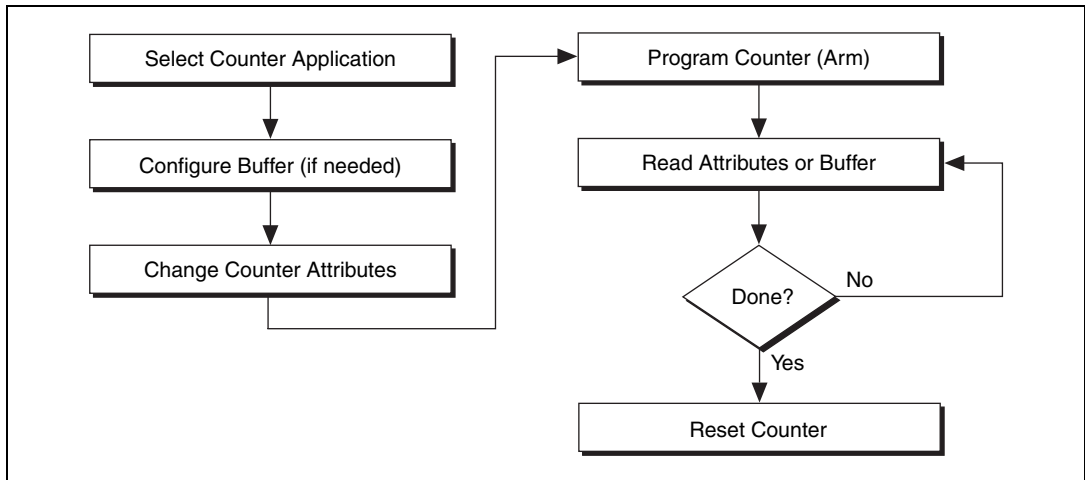 Select Counter Application
Configure Buffer (if needed)
Change Counter Attributes
Program Counter (Arm)
Read Attributes or Buffer
Done?
No
Yes
Reset Counter